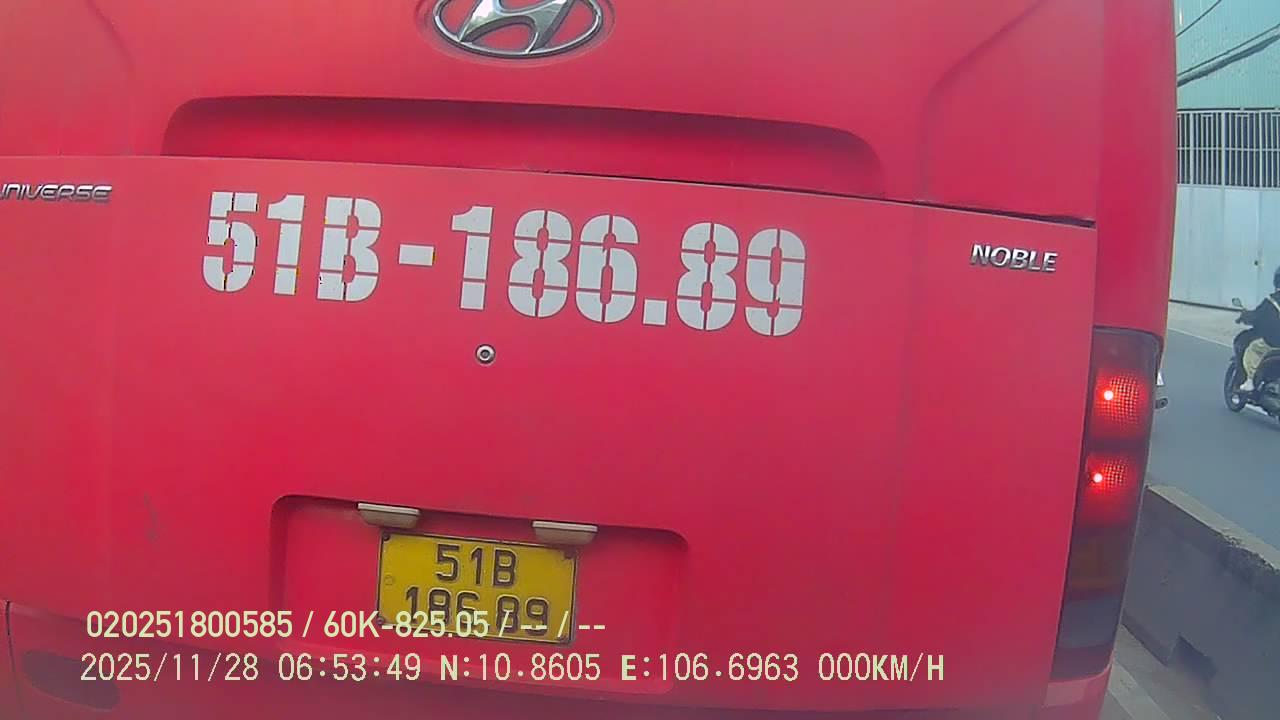 UNIVERSE
51B-186.89
NOBLE
51B
186.89
020251800585 / 60K-825.05 / -- / --
2025/11/28 06:53:49 N:10.8605 E:106.6963 000KM/H